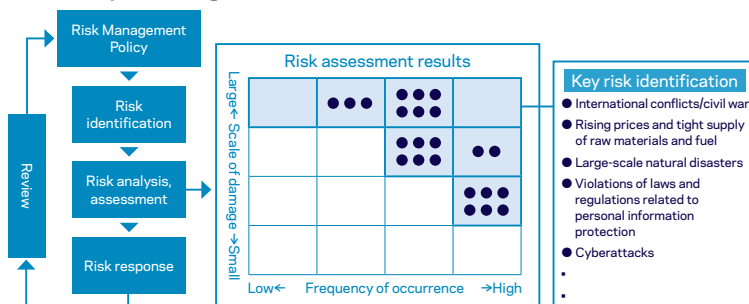 Risk Management
Policy
Risk
identification
Risk analysis,
assessment
Risk response
Review
Risk assessment results
Large← Scale of damage →Small
Low← Frequency of occurrence →High
Key risk identification
● International conflicts/civil war
● Rising prices and tight supply
of raw materials and fuel
● Large-scale natural disasters
● Violations of laws and
regulations related to
personal information
protection
● Cyberattacks